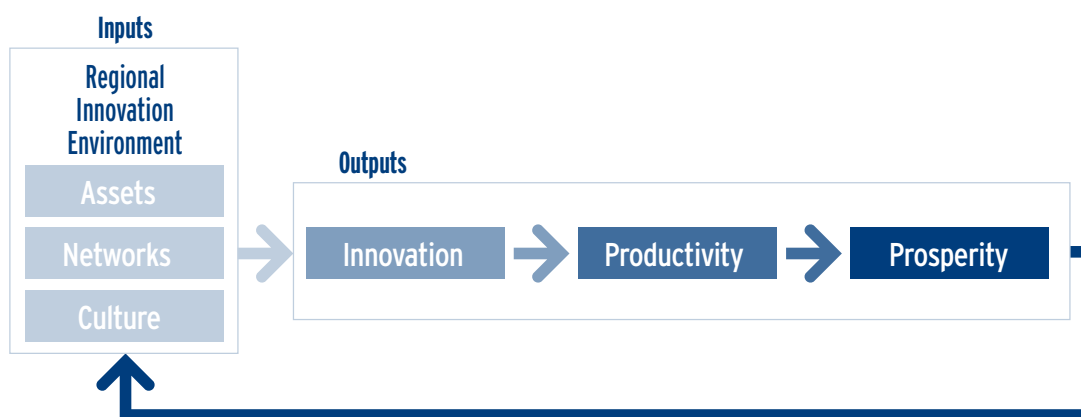 Inputs
Regional
Innovation
Environment
Assets
Networks
Culture
Outputs
Innovation
Productivity
Prosperity